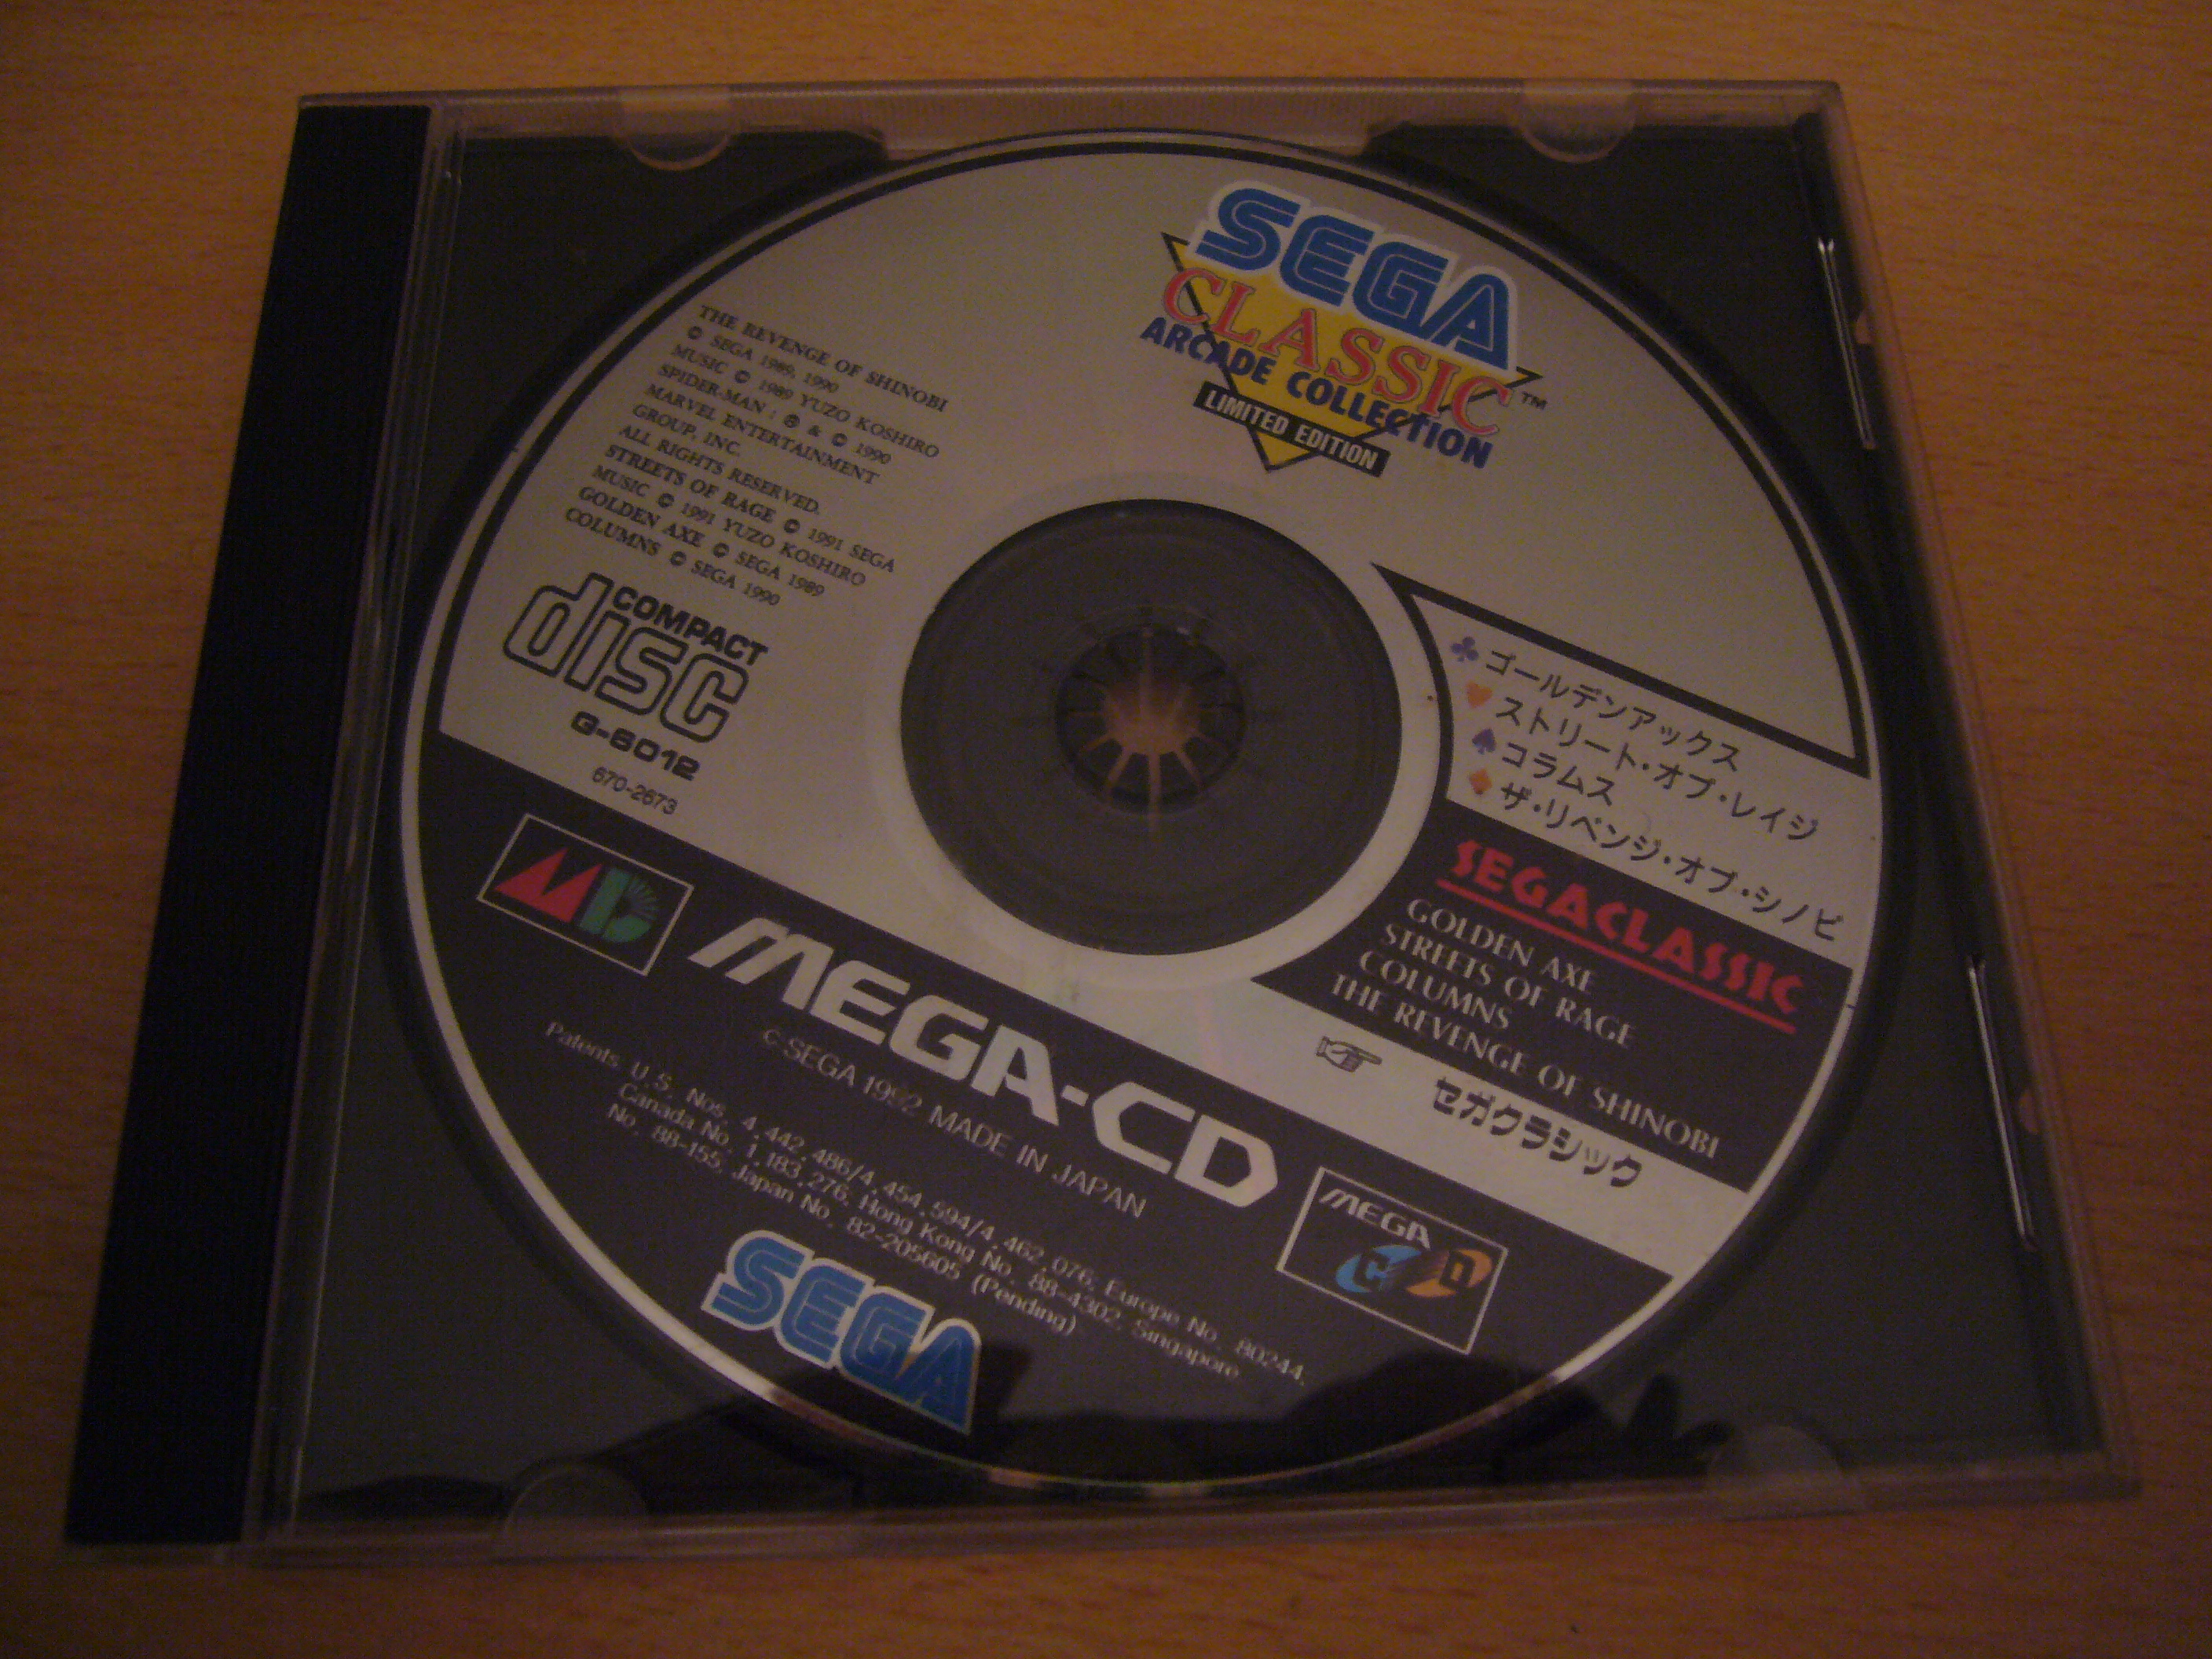 SEGA
CLASSIC™
ARCADE COLLECTION
LIMITED EDITION
THE REVENGE OF SHINOBI
© SEGA 1989, 1990
MUSIC © 1989 YUZO KOSHIRO
SPIDER-MAN : ® & © 1990
MARVEL ENTERTAINMENT
GROUP, INC.
ALL RIGHTS RESERVED.
STREETS OF RAGE © 1991 SEGA
MUSIC © 1991 YUZO KOSHIRO
GOLDEN AXE © SEGA 1989
COLUMNS © SEGA 1990
COMPACT
disc
G-6012
670-2673
♣ ゴールデンアックス
♥ ストリート・オブ・レイジ
♠ コラムス
♦ ザ・リベンジ・オブ・シノビ
SEGACLASSIC
GOLDEN AXE
STREETS OF RAGE
COLUMNS
THE REVENGE OF SHINOBI
☞ セガクラシック
MD
MEGA-CD
c SEGA 1992 MADE IN JAPAN
Patents. U.S. Nos. 4,442,486/4,454,594/4,462,076; Europe No. 80244.
Canada No. 1,183,276. Hong Kong No. 88-4302. Singapore
No. 88-155. Japan No. 82-205605 (Pending)
MEGA
CD
SEGA